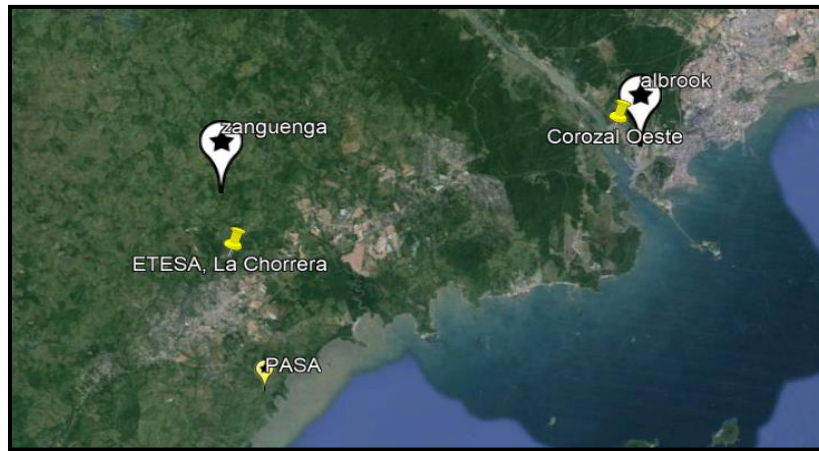 albrook
zanguenga
Corozal Oeste
ETESA, La Chorrera
PASA